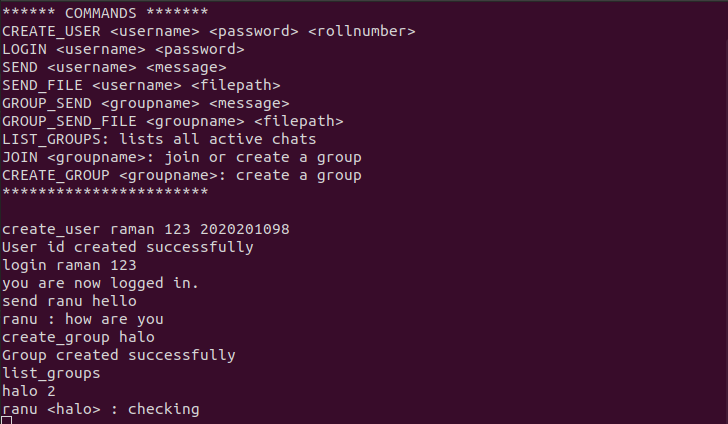 ****** COMMANDS *******
CREATE_USER <username> <password> <rollnumber>
LOGIN <username> <password>
SEND <username> <message>
SEND_FILE <username> <filepath>
GROUP_SEND <groupname> <message>
GROUP_SEND_FILE <groupname> <filepath>
LIST_GROUPS: lists all active chats
JOIN <groupname>: join or create a group
CREATE_GROUP <groupname>: create a group
***********************
create_user raman 123 2020201098
User id created successfully
login raman 123
you are now logged in.
send ranu hello
ranu : how are you
create_group halo
Group created successfully
list_groups
halo 2
ranu <halo> : checking